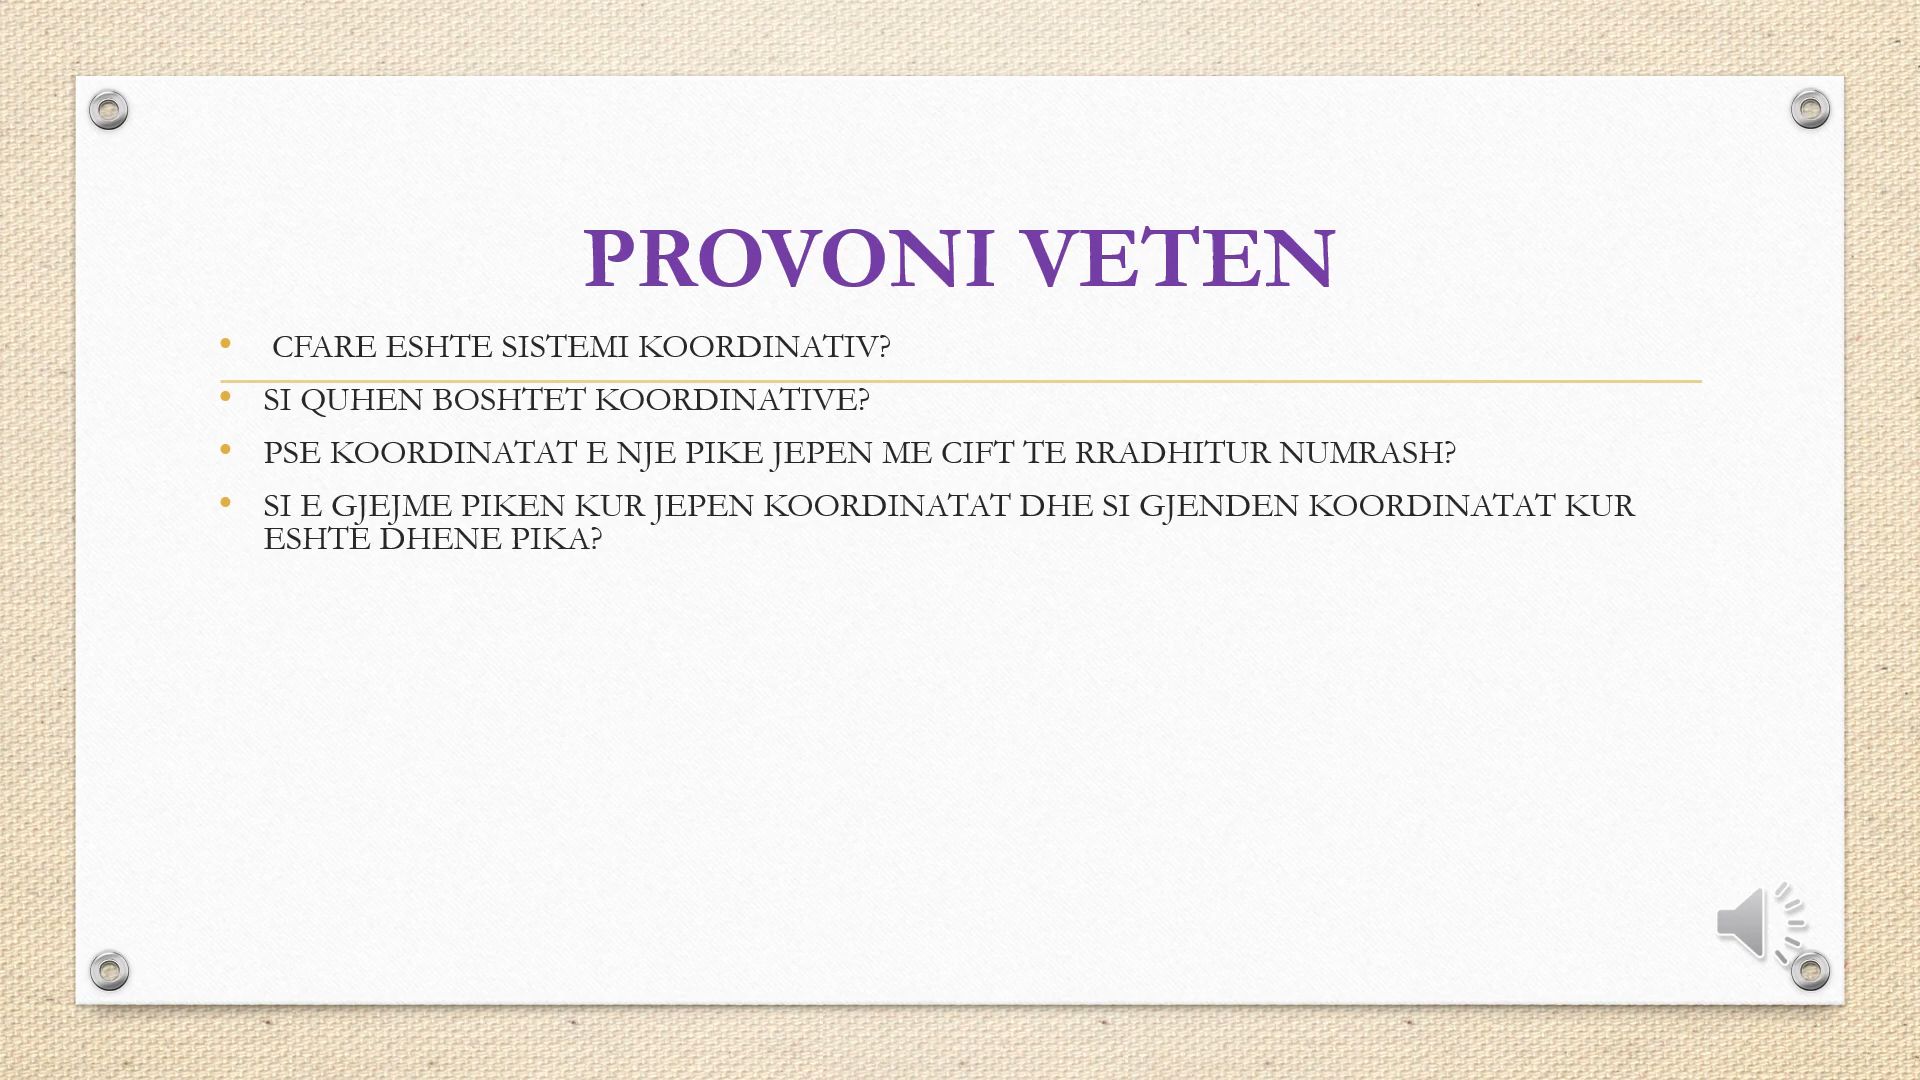 PROVONI VETEN
• CFARE ESHTE SISTEMI KOORDINATIV?
• SI QUHEN BOSHTET KOORDINATIVE?
• PSE KOORDINATAT E NJE PIKE JEPEN ME CIFT TE RRADHITUR NUMRASH?
• SI E GJEJME PIKEN KUR JEPEN KOORDINATAT DHE SI GJENDEN KOORDINATAT KUR
ESHTE DHENE PIKA?